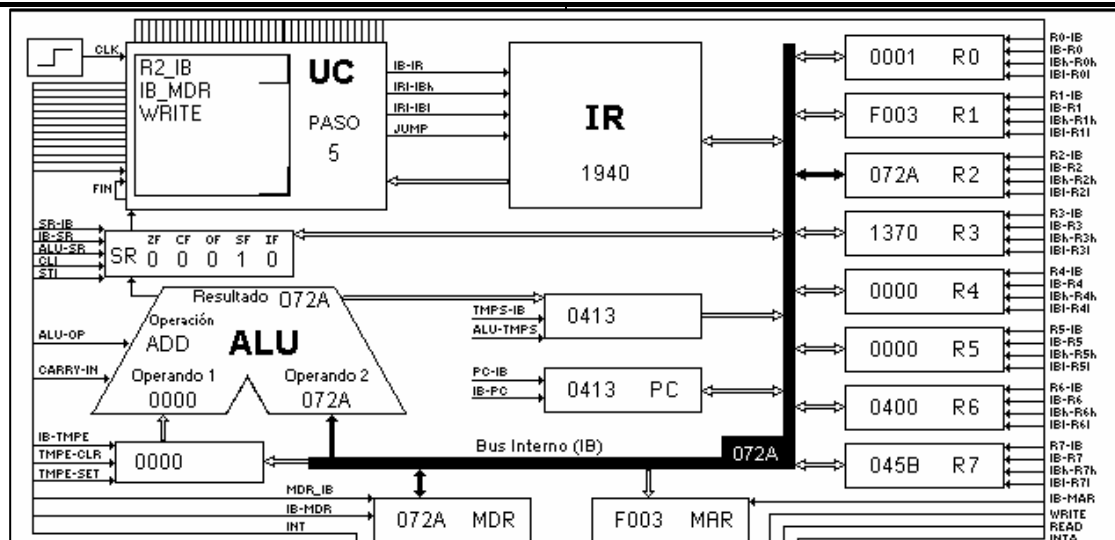 CLK
R2_IB
IB_MDR
WRITE
UC
PASO
5
FIN
IB-IR
IRI-IBh
IRI-IBl
JUMP
IR
1940
0001 R0
R0-IB
IB-R0
IBh-R0h
IBl-R0l
F003 R1
R1-IB
IB-R1
IBh-R1h
IBl-R1l
072A R2
R2-IB
IB-R2
IBh-R2h
IBl-R2l
1370 R3
R3-IB
IB-R3
IBh-R3h
IBl-R3l
0000 R4
R4-IB
IB-R4
IBh-R4h
IBl-R4l
0000 R5
R5-IB
IB-R5
IBh-R5h
IBl-R5l
0400 R6
R6-IB
IB-R6
IBh-R6h
IBl-R6l
045B R7
R7-IB
IB-R7
IBh-R7h
IBl-R7l
SR-IB
IB-SR
ALU-SR
CLI
STI
ZF CF OF SF IF
SR 0 0 0 1 0
Resultado 072A
Operación
ADD
ALU
Operando 1
0000
Operando 2
072A
ALU-OP
CARRY-IN
TMPS-IB
ALU-TMPS
0413
PC-IB
IB-PC
0413 PC
IB-TMPE
TMPE-CLR
TMPE-SET
0000
Bus Interno (IB)
072A
MDR_IB
IB-MDR
INT
072A MDR
F003 MAR
IB-MAR
WRITE
READ
INTA